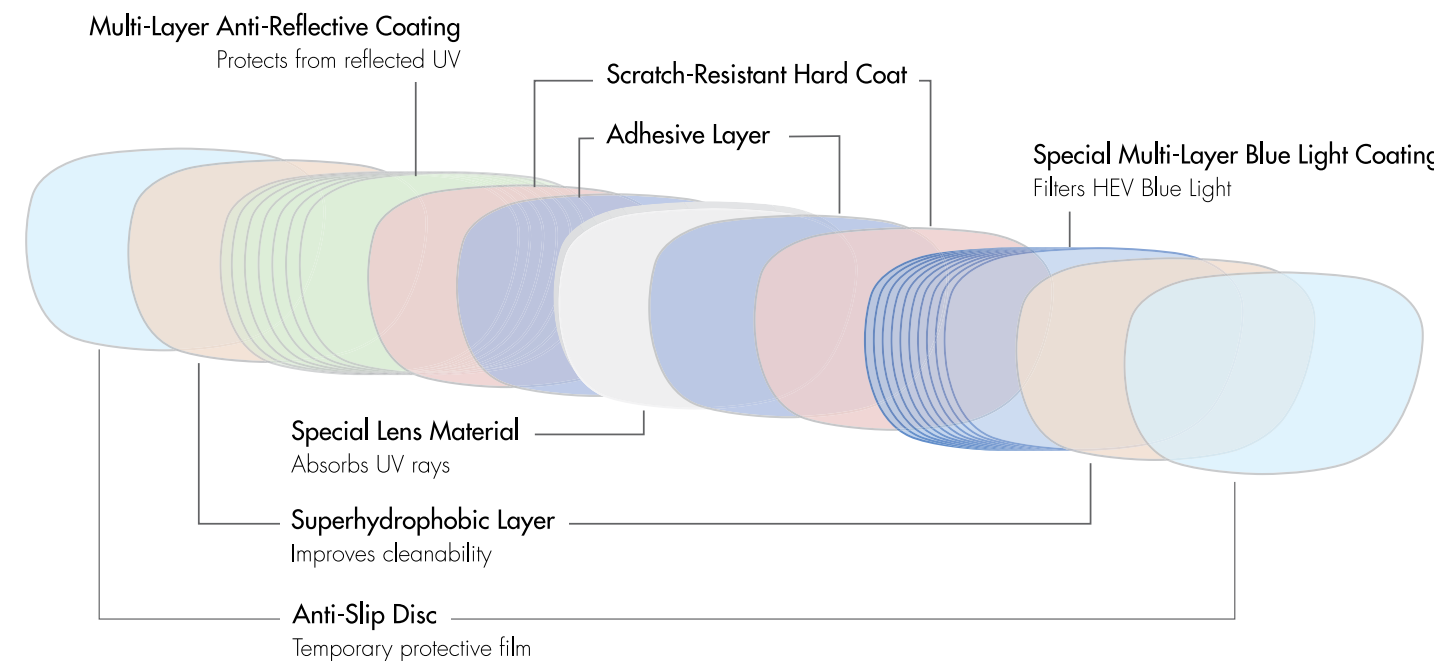 Multi-Layer Anti-Reflective Coating
Protects from reflected UV
Scratch-Resistant Hard Coat
Adhesive Layer
Special Multi-Layer Blue Light Coating
Filters HEV Blue Light
Special Lens Material
Absorbs UV rays
Superhydrophobic Layer
Improves cleanability
Anti-Slip Disc
Temporary protective film